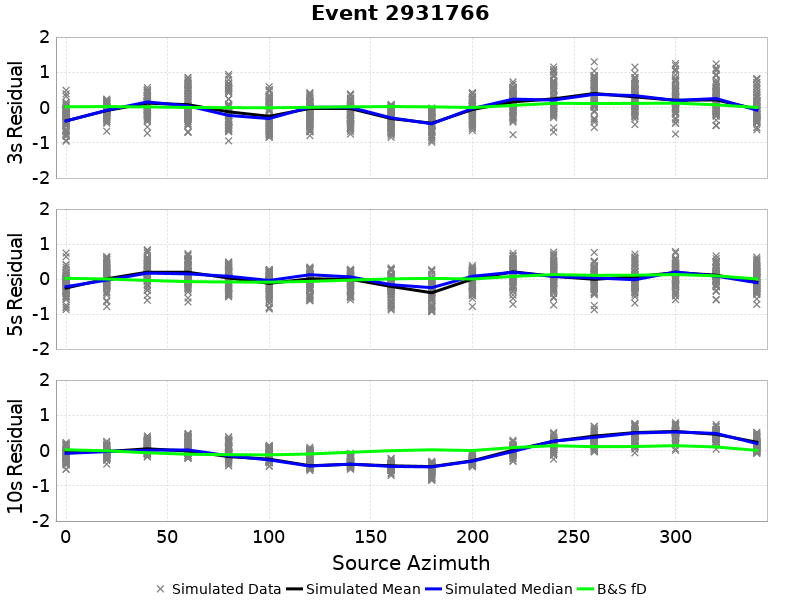 Event 2931766
3s Residual
2
1
0
-1
-2
5s Residual
2
1
0
-1
-2
10s Residual
2
1
0
-1
-2
0 50 100 150 200 250 300
Source Azimuth
Simulated Data Simulated Mean Simulated Median B&S fD